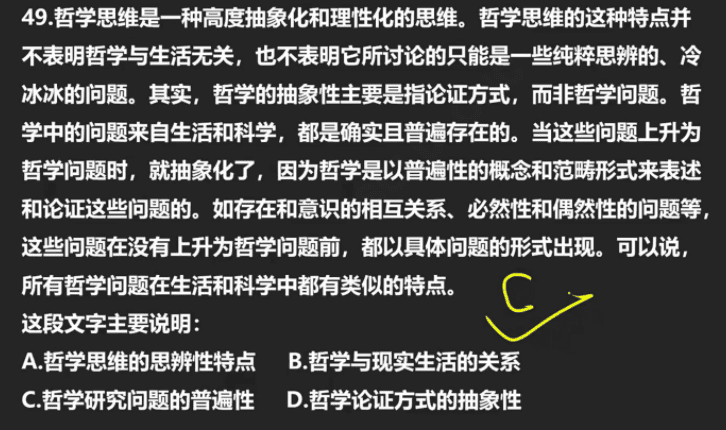 49.哲学思维是一种高度抽象化和理性化的思维。哲学思维的这种特点并
不表明哲学与生活无关，也不表明它所讨论的只能是一些纯粹思辨的、冷
冰冰的问题。其实，哲学的抽象性主要是指论证方式，而非哲学问题。哲
学中的问题来自生活和科学，都是确实且普遍存在的。当这些问题上升为
哲学问题时，就抽象化了，因为哲学是以普遍性的概念和范畴形式来表述
和论证这些问题的。如存在和意识的相互关系、必然性和偶然性的问题等，
这些问题在没有上升为哲学问题前，都以具体问题的形式出现。可以说，
所有哲学问题在生活和科学中都有类似的特点。
C
这段文字主要说明：
A.哲学思维的思辨性特点 B.哲学与现实生活的关系
C.哲学研究问题的普遍性 D.哲学论证方式的抽象性